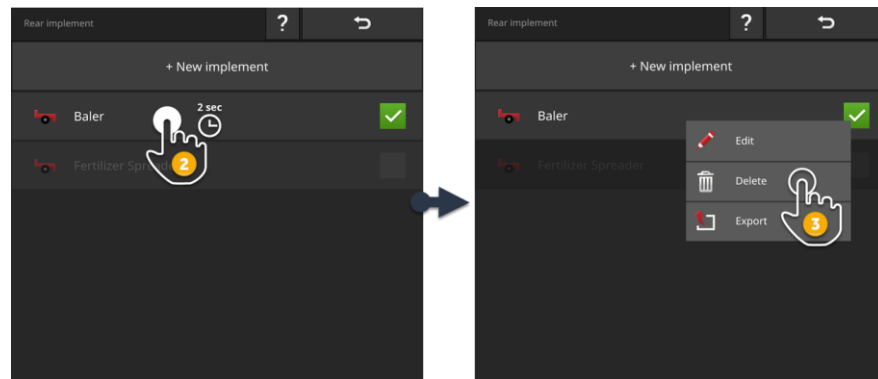 Rear implement ?
+ New implement
Baler
2 sec
Fertilizer Spreader
2
Rear implement ?
+ New implement
Baler
Edit
Fertilizer Spreader
Delete
Export
3